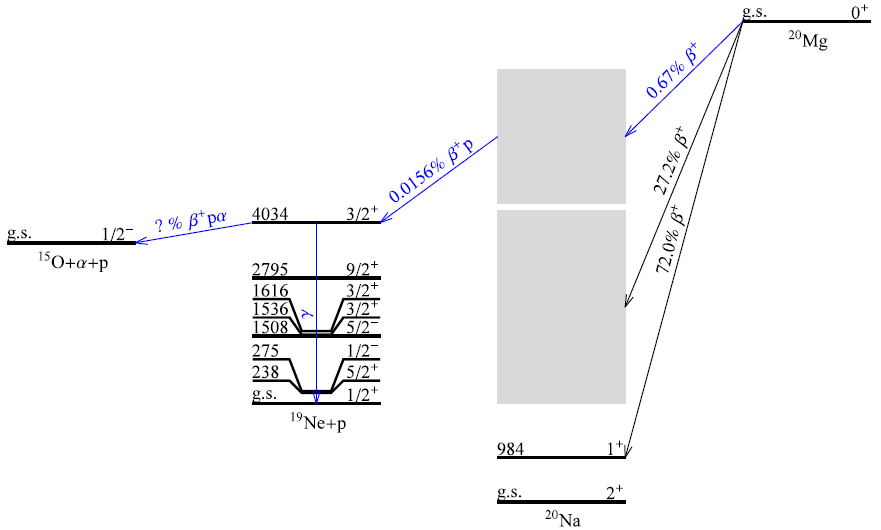 g.s. 0⁺
²⁰Mg
0.67% β⁺
27.2% β⁺
72.0% β⁺
0.0156% β⁺p
4034 3/2⁺
? % β⁺pα
g.s. 1/2⁻
¹⁵O+α+p
2795 9/2⁺
1616 3/2⁺
1536 3/2⁺
1508 5/2⁻
γ
275 1/2⁻
238 5/2⁺
g.s. 1/2⁺
¹⁹Ne+p
984 1⁺
g.s. 2⁺
²⁰Na